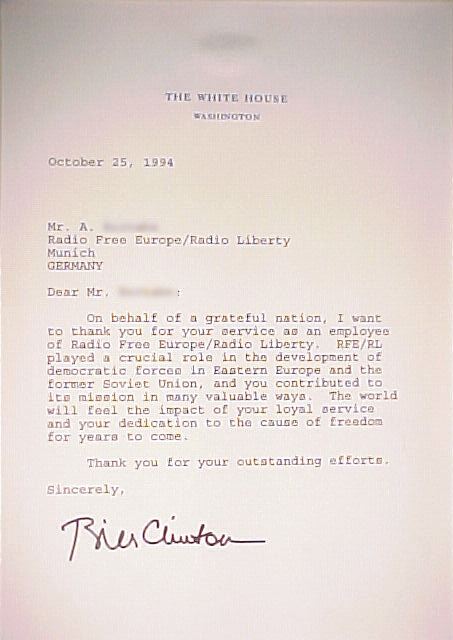 THE WHITE HOUSE
WASHINGTON
October 25, 1994
Mr. A.
Radio Free Europe/Radio Liberty
Munich
GERMANY
Dear Mr. :
On behalf of a grateful nation, I want
to thank you for your service as an employee
of Radio Free Europe/Radio Liberty. RFE/RL
played a crucial role in the development of
democratic forces in Eastern Europe and the
former Soviet Union, and you contributed to
its mission in many valuable ways. The world
will feel the impact of your loyal service
and your dedication to the cause of freedom
for years to come.
Thank you for your outstanding efforts.
Sincerely,
Bill Clinton